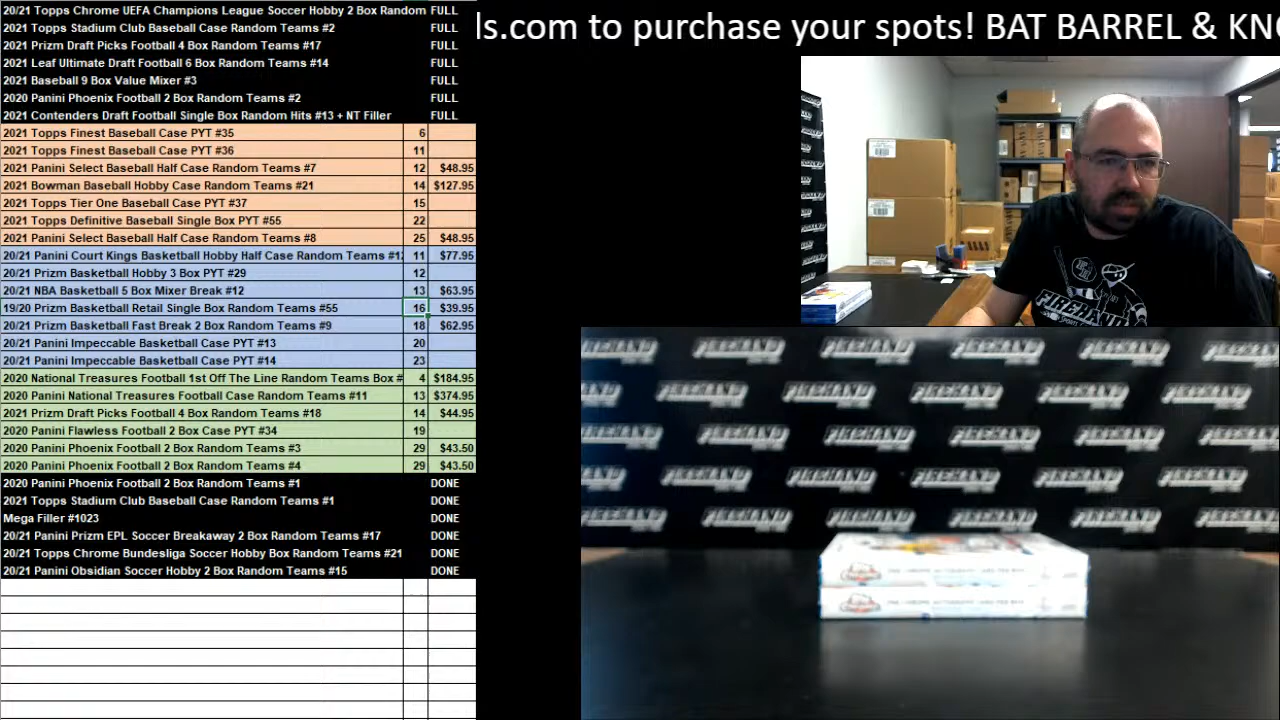 20/21 Topps Chrome UEFA Champions League Soccer Hobby 2 Box Random FULL
2021 Topps Stadium Club Baseball Case Random Teams #2 FULL
2021 Prizm Draft Picks Football 4 Box Random Teams #17 FULL
2021 Leaf Ultimate Draft Football 6 Box Random Teams #14 FULL
2021 Baseball 9 Box Value Mixer #3 FULL
2020 Panini Phoenix Football 2 Box Random Teams #2 FULL
2021 Contenders Draft Football Single Box Random Hits #13 + NT Filler FULL
2021 Topps Finest Baseball Case PYT #35 6
2021 Topps Finest Baseball Case PYT #36 11
2021 Panini Select Baseball Half Case Random Teams #7 12 $48.95
2021 Bowman Baseball Hobby Case Random Teams #21 14 $127.95
2021 Topps Tier One Baseball Case PYT #37 15
2021 Topps Definitive Baseball Single Box PYT #55 22
2021 Panini Select Baseball Half Case Random Teams #8 25 $48.95
20/21 Panini Court Kings Basketball Hobby Half Case Random Teams #1 11 $77.95
20/21 Prizm Basketball Hobby 3 Box PYT #29 12
20/21 NBA Basketball 5 Box Mixer Break #12 13 $63.95
19/20 Prizm Basketball Retail Single Box Random Teams #55 16 $39.95
20/21 Prizm Basketball Fast Break 2 Box Random Teams #9 18 $62.95
20/21 Panini Impeccable Basketball Case PYT #13 20
20/21 Panini Impeccable Basketball Case PYT #14 23
2020 National Treasures Football 1st Off The Line Random Teams Box # 4 $184.95
2020 Panini National Treasures Football Case Random Teams #11 13 $374.95
2021 Prizm Draft Picks Football 4 Box Random Teams #18 14 $44.95
2020 Panini Flawless Football 2 Box Case PYT #34 19
2020 Panini Phoenix Football 2 Box Random Teams #3 29 $43.50
2020 Panini Phoenix Football 2 Box Random Teams #4 29 $43.50
2020 Panini Phoenix Football 2 Box Random Teams #1 DONE
2021 Topps Stadium Club Baseball Case Random Teams #1 DONE
Mega Filler #1023 DONE
20/21 Panini Prizm EPL Soccer Breakaway 2 Box Random Teams #17 DONE
20/21 Topps Chrome Bundesliga Soccer Hobby Box Random Teams #21 DONE
20/21 Panini Obsidian Soccer Hobby 2 Box Random Teams #15 DONE
ls.com to purchase your spots! BAT BARREL & KN
FIREHAND